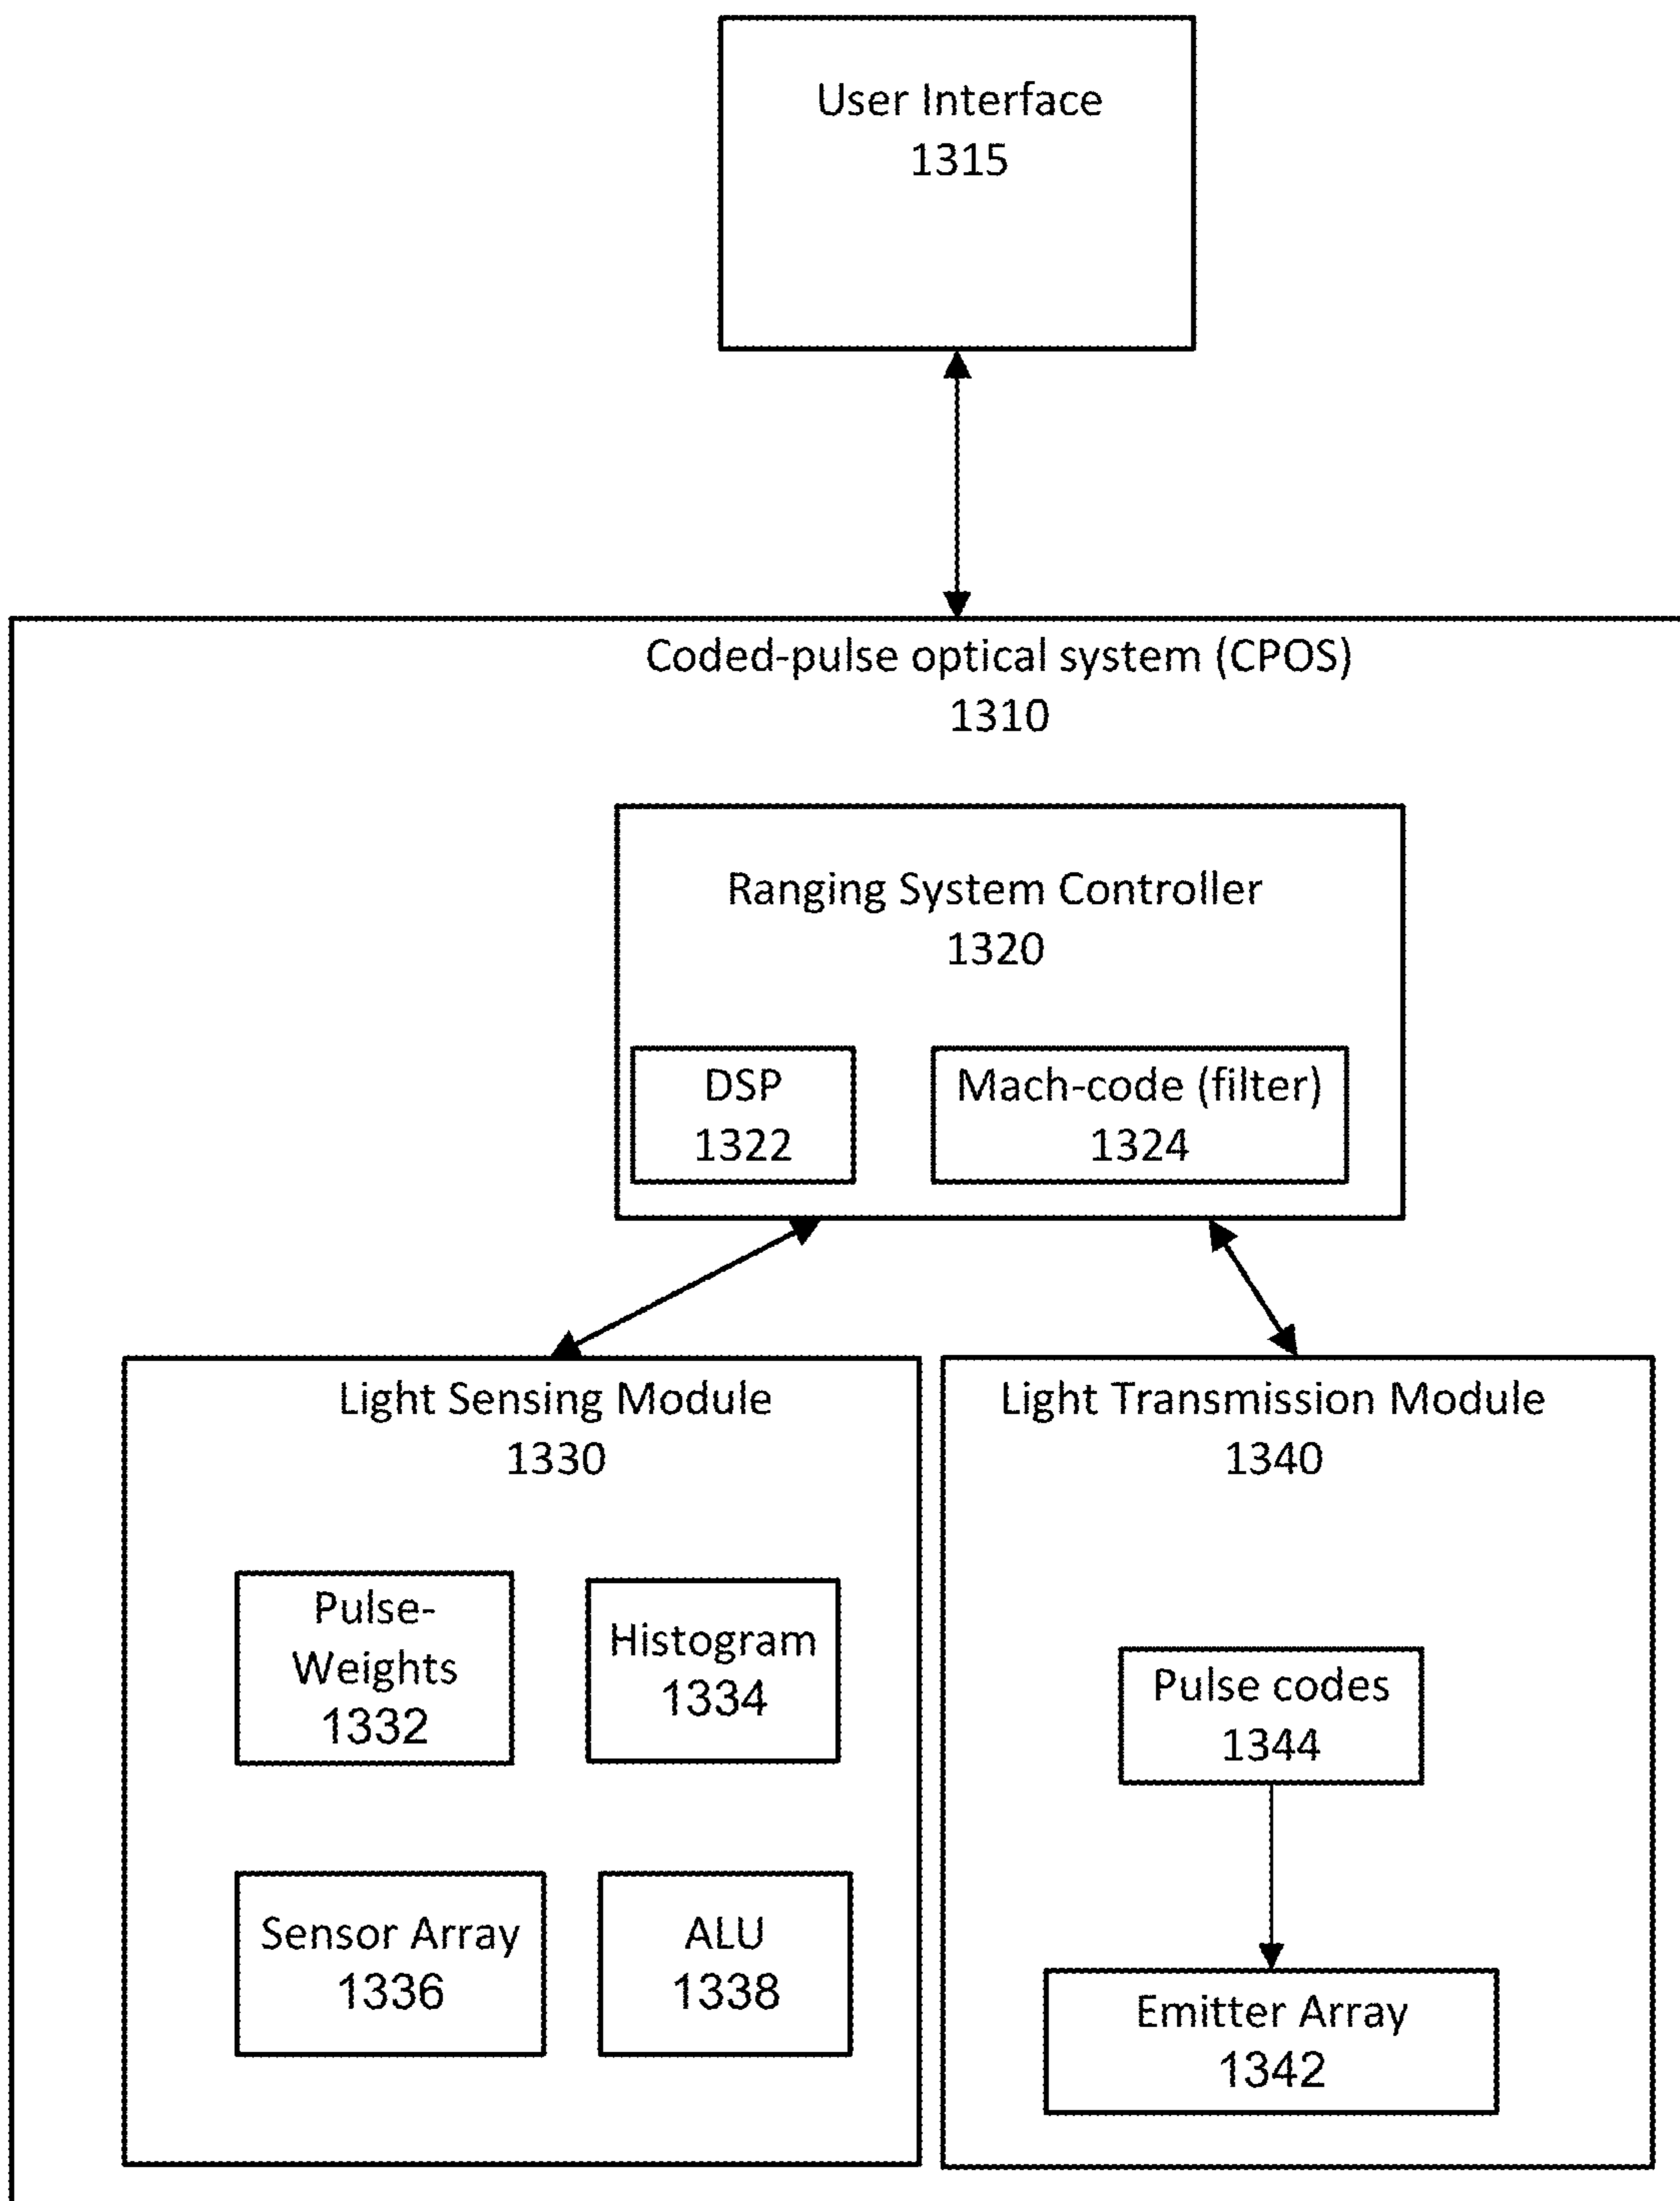 User Interface
1315
Coded-pulse optical system (CPOS)
1310
Ranging System Controller
1320
DSP
1322
Mach-code (filter)
1324
Light Sensing Module
1330
Pulse-
Weights
1332
Histogram
1334
Sensor Array
1336
ALU
1338
Light Transmission Module
1340
Pulse codes
1344
Emitter Array
1342